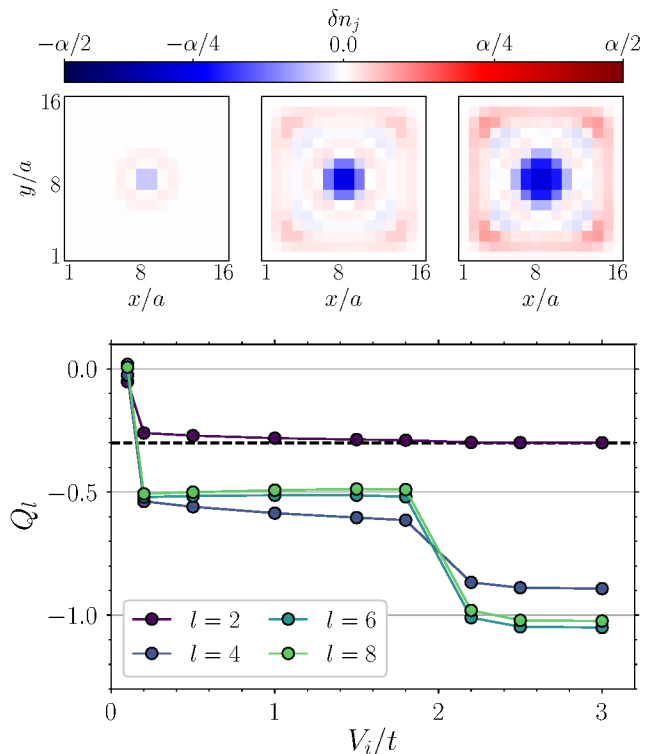 δn_j
−α/2 −α/4 0.0 α/4 α/2
16
8
1
y/a
1 8 16 1 8 16 1 8 16
x/a x/a x/a
0.0
−0.5
−1.0
Q_l
l = 2 l = 6
l = 4 l = 8
0 1 2 3
V_i/t